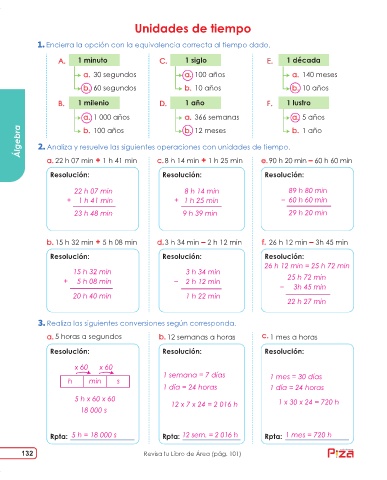 Unidades de tiempo
1. Encierra la opción con la equivalencia correcta al tiempo dado.
A. 1 minuto
a. 30 segundos
b. 60 segundos
B. 1 milenio
a. 1 000 años
b. 100 años
C. 1 siglo
a. 100 años
b. 10 años
D. 1 año
a. 366 semanas
b. 12 meses
E. 1 década
a. 140 meses
b. 10 años
F. 1 lustro
a. 5 años
b. 1 año
Álgebra
2. Analiza y resuelve las siguientes operaciones con unidades de tiempo.
a. 22 h 07 min + 1 h 41 min
Resolución:
22 h 07 min
+ 1 h 41 min
23 h 48 min
c. 8 h 14 min + 1 h 25 min
Resolución:
8 h 14 min
+ 1 h 25 min
9 h 39 min
e. 90 h 20 min – 60 h 60 min
Resolución:
89 h 80 min
– 60 h 60 min
29 h 20 min
b. 15 h 32 min + 5 h 08 min
Resolución:
15 h 32 min
+ 5 h 08 min
20 h 40 min
d. 3 h 34 min – 2 h 12 min
Resolución:
3 h 34 min
– 2 h 12 min
1 h 22 min
f. 26 h 12 min – 3h 45 min
Resolución:
26 h 12 min = 25 h 72 min
25 h 72 min
– 3h 45 min
22 h 27 min
3. Realiza las siguientes conversiones según corresponda.
a. 5 horas a segundos
Resolución:
x 60 x 60
h min s
5 h x 60 x 60
18 000 s
Rpta: 5 h = 18 000 s
b. 12 semanas a horas
Resolución:
1 semana = 7 días
1 día = 24 horas
12 x 7 x 24 = 2 016 h
Rpta: 12 sem. = 2 016 h
c. 1 mes a horas
Resolución:
1 mes = 30 días
1 día = 24 horas
1 x 30 x 24 = 720 h
Rpta: 1 mes = 720 h
132
Revisa tu Libro de Área (pág. 101)
Piza